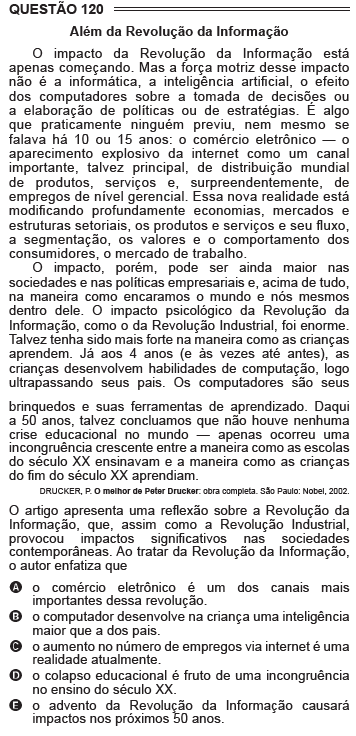 QUESTÃO 120
Além da Revolução da Informação
O impacto da Revolução da Informação está
apenas começando. Mas a força motriz desse impacto
não é a informática, a inteligência artificial, o efeito
dos computadores sobre a tomada de decisões ou
a elaboração de políticas ou de estratégias. É algo
que praticamente ninguém previu, nem mesmo se
falava há 10 ou 15 anos: o comércio eletrônico — o
aparecimento explosivo da internet como um canal
importante, talvez principal, de distribuição mundial
de produtos, serviços e, surpreendentemente, de
empregos de nível gerencial. Essa nova realidade está
modificando profundamente economias, mercados e
estruturas setoriais, os produtos e serviços e seu fluxo,
a segmentação, os valores e o comportamento dos
consumidores, o mercado de trabalho.
O impacto, porém, pode ser ainda maior nas
sociedades e nas políticas empresariais e, acima de tudo,
na maneira como encaramos o mundo e nós mesmos
dentro dele. O impacto psicológico da Revolução da
Informação, como o da Revolução Industrial, foi enorme.
Talvez tenha sido mais forte na maneira como as crianças
aprendem. Já aos 4 anos (e às vezes até antes), as
crianças desenvolvem habilidades de computação, logo
ultrapassando seus pais. Os computadores são seus
brinquedos e suas ferramentas de aprendizado. Daqui
a 50 anos, talvez concluamos que não houve nenhuma
crise educacional no mundo — apenas ocorreu uma
incongruência crescente entre a maneira como as escolas
do século XX ensinavam e a maneira como as crianças
do fim do século XX aprendiam.
DRUCKER, P. O melhor de Peter Drucker: obra completa. São Paulo: Nobel, 2002.
O artigo apresenta uma reflexão sobre a Revolução da
Informação, que, assim como a Revolução Industrial,
provocou impactos significativos nas sociedades
contemporâneas. Ao tratar da Revolução da Informação,
o autor enfatiza que
A o comércio eletrônico é um dos canais mais
importantes dessa revolução.
B o computador desenvolve na criança uma inteligência
maior que a dos pais.
C o aumento no número de empregos via internet é uma
realidade atualmente.
D o colapso educacional é fruto de uma incongruência
no ensino do século XX.
E o advento da Revolução da Informação causará
impactos nos próximos 50 anos.